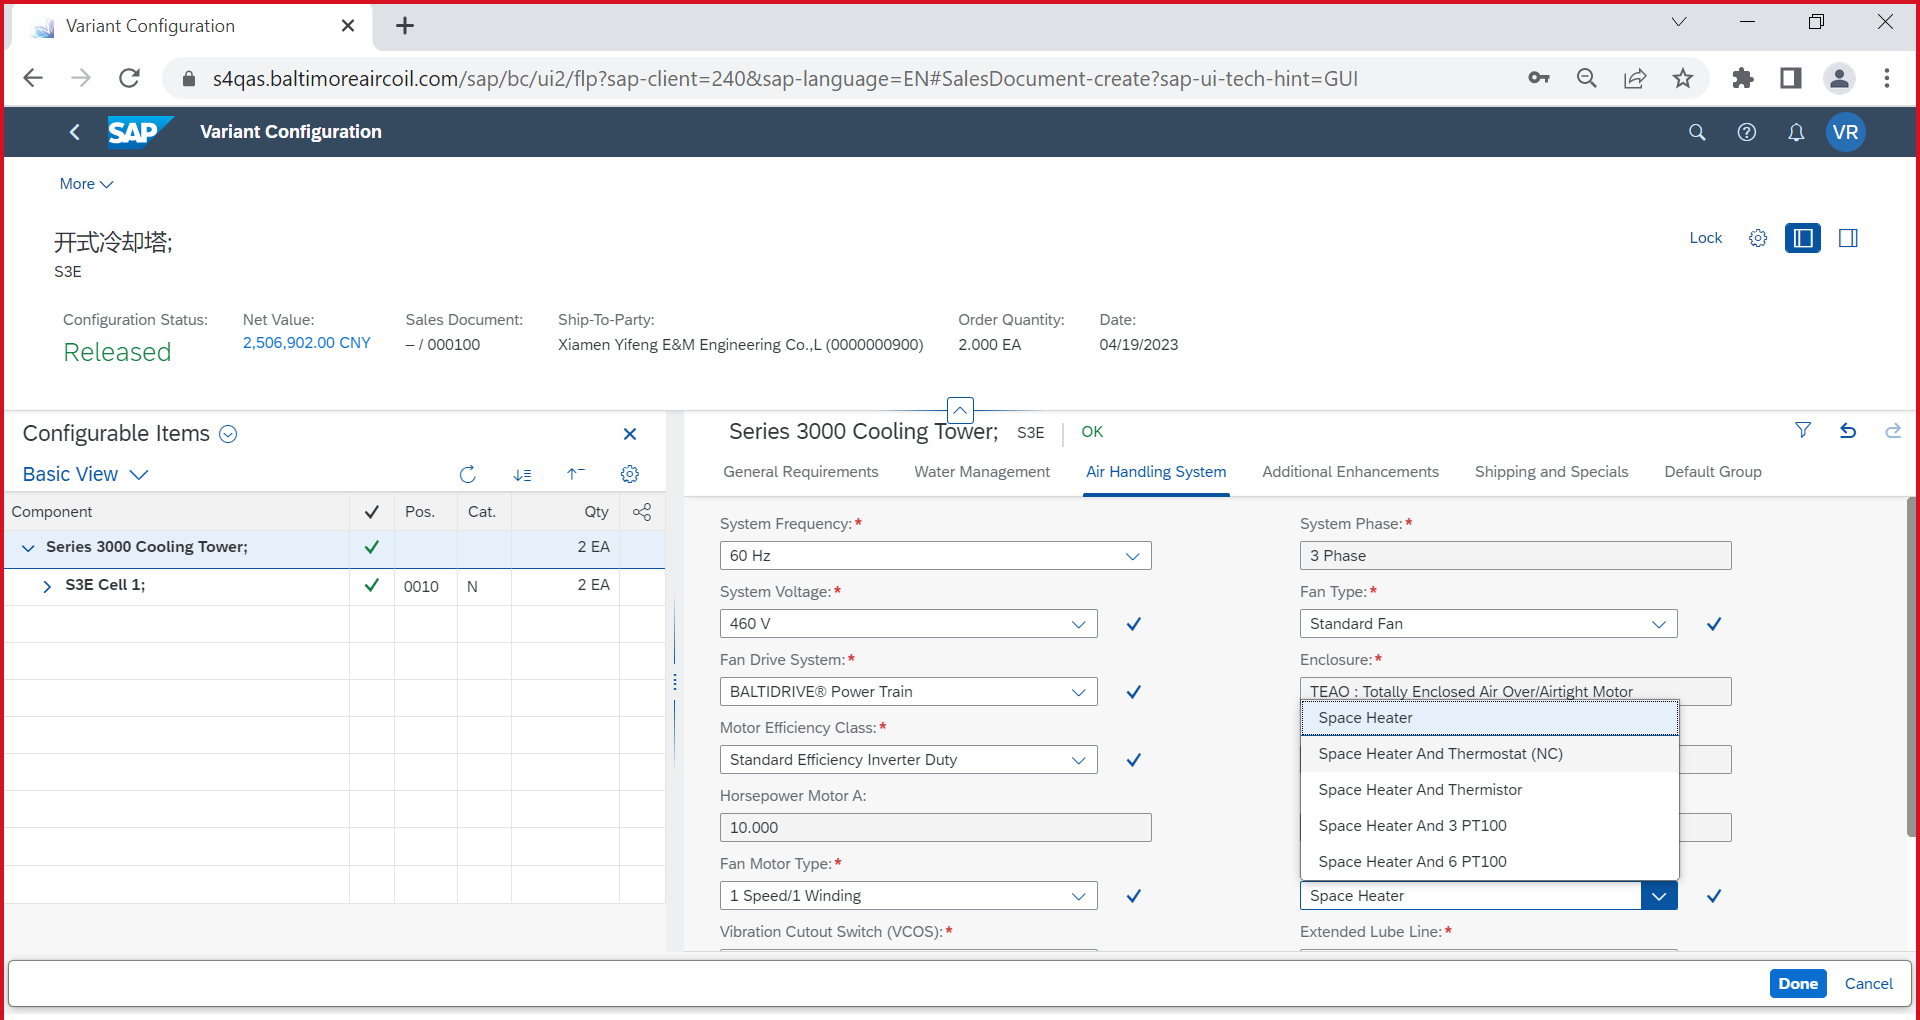 Variant Configuration
s4qas.baltimoreaircoil.com/sap/bc/ui2/flp?sap-client=240&sap-language=EN#SalesDocument-create?sap-ui-tech-hint=GUI
SAP Variant Configuration VR
More
开式冷却塔;
S3E
Lock
Configuration Status: Net Value: Sales Document: Ship-To-Party: Order Quantity: Date:
Released 2,506,902.00 CNY – / 000100 Xiamen Yifeng E&M Engineering Co.,L (0000000900) 2.000 EA 04/19/2023
Configurable Items
Basic View
Component Pos. Cat. Qty
Series 3000 Cooling Tower; 2 EA
S3E Cell 1; 0010 N 2 EA
Series 3000 Cooling Tower; S3E OK
General Requirements Water Management Air Handling System Additional Enhancements Shipping and Specials Default Group
System Frequency:* System Phase:*
60 Hz 3 Phase
System Voltage:* Fan Type:*
460 V Standard Fan
Fan Drive System:* Enclosure:*
BALTIDRIVE® Power Train TEAO : Totally Enclosed Air Over/Airtight Motor
Space Heater
Motor Efficiency Class:*
Space Heater And Thermostat (NC)
Standard Efficiency Inverter Duty
Space Heater And Thermistor
Horsepower Motor A:
10.000 Space Heater And 3 PT100
Fan Motor Type:* Space Heater And 6 PT100
1 Speed/1 Winding Space Heater
Vibration Cutout Switch (VCOS):* Extended Lube Line:*
Done Cancel